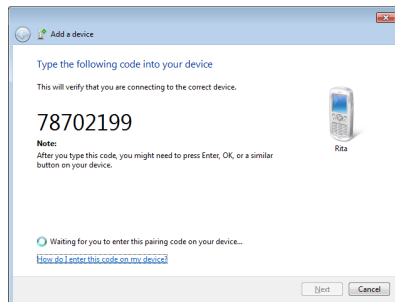 Add a device
Type the following code into your device
This will verify that you are connecting to the correct device.
78702199
Note:
After you type this code, you might need to press Enter, OK, or a similar
button on your device.
Rita
Waiting for you to enter this pairing code on your device...
How do I enter this code on my device?
Next
Cancel